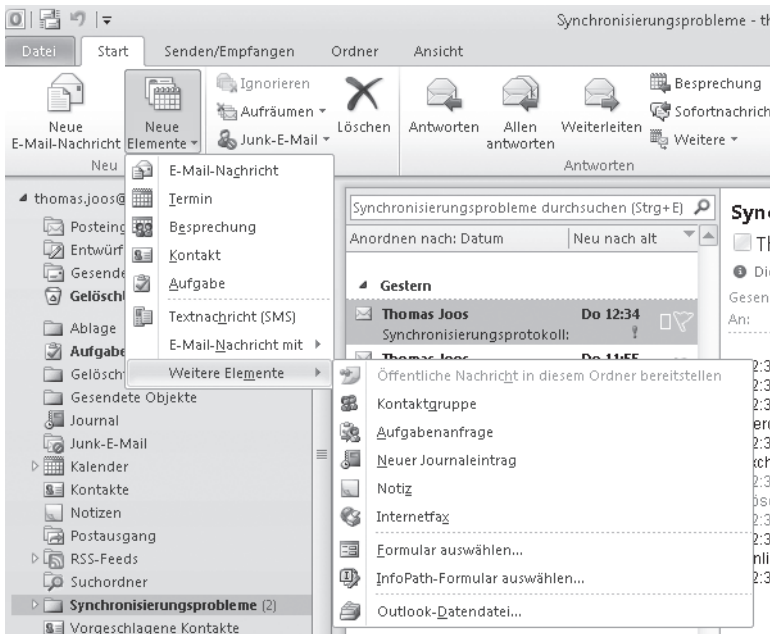 Synchronisierungsprobleme - th
Datei Start Senden/Empfangen Ordner Ansicht
Neue E-Mail-Nachricht
Neue Elemente
Neu
Ignorieren
Aufräumen
Junk-E-Mail
Löschen
Antworten
Allen antworten
Weiterleiten
Besprechung
Sofortnachrich
Weitere
Antworten
E-Mail-Nachricht
Termin
Besprechung
Kontakt
Aufgabe
Textnachricht (SMS)
E-Mail-Nachricht mit
Weitere Elemente
thomas.joos@
Posteing
Entwürf
Gesende
Gelösch
Ablage
Aufgabe
Gelösch
Gesendete Objekte
Journal
Junk-E-Mail
Kalender
Kontakte
Notizen
Postausgang
RSS-Feeds
Suchordner
Synchronisierungsprobleme (2)
Vorgeschlagene Kontakte
Synchronisierungsprobleme durchsuchen (Strg+E)
Anordnen nach: Datum Neu nach alt
Gestern
Thomas Joos Do 12:34
Synchronisierungsprotokoll:
Thomas Joos Do 11:55
Öffentliche Nachricht in diesem Ordner bereitstellen
Kontaktgruppe
Aufgabenanfrage
Neuer Journaleintrag
Notiz
Internetfax
Formular auswählen...
InfoPath-Formular auswählen...
Outlook-Datendatei...
Syn
Th
Di
Gesen
An: